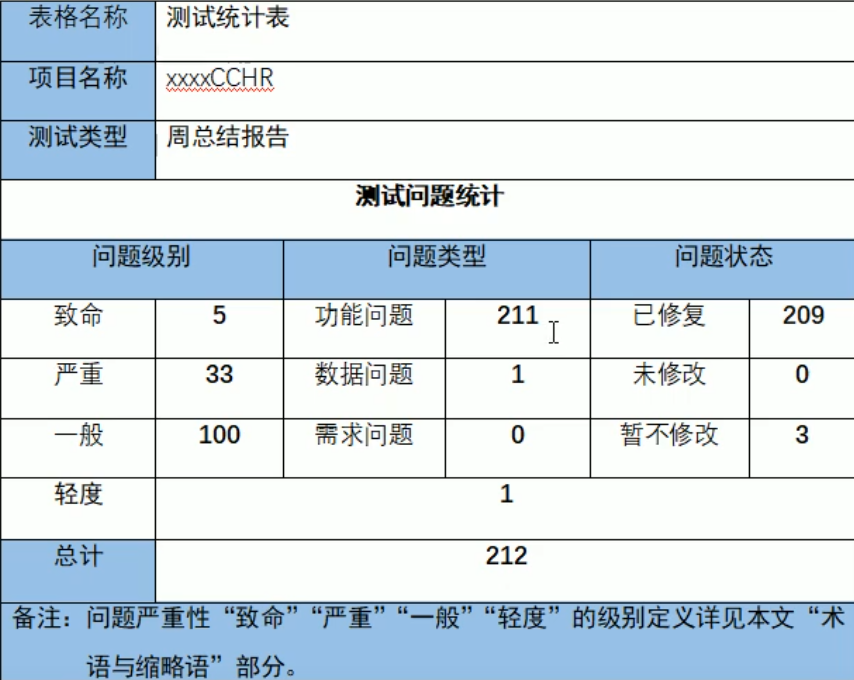 表格名称 测试统计表
项目名称 xxxxCCHR
测试类型 周总结报告
测试问题统计
问题级别 问题类型 问题状态
致命 5 功能问题 211 已修复 209
严重 33 数据问题 1 未修改 0
一般 100 需求问题 0 暂不修改 3
轻度 1
总计 212
备注：问题严重性“致命”“严重”“一般”“轻度”的级别定义详见本文“术
语与缩略语”部分。